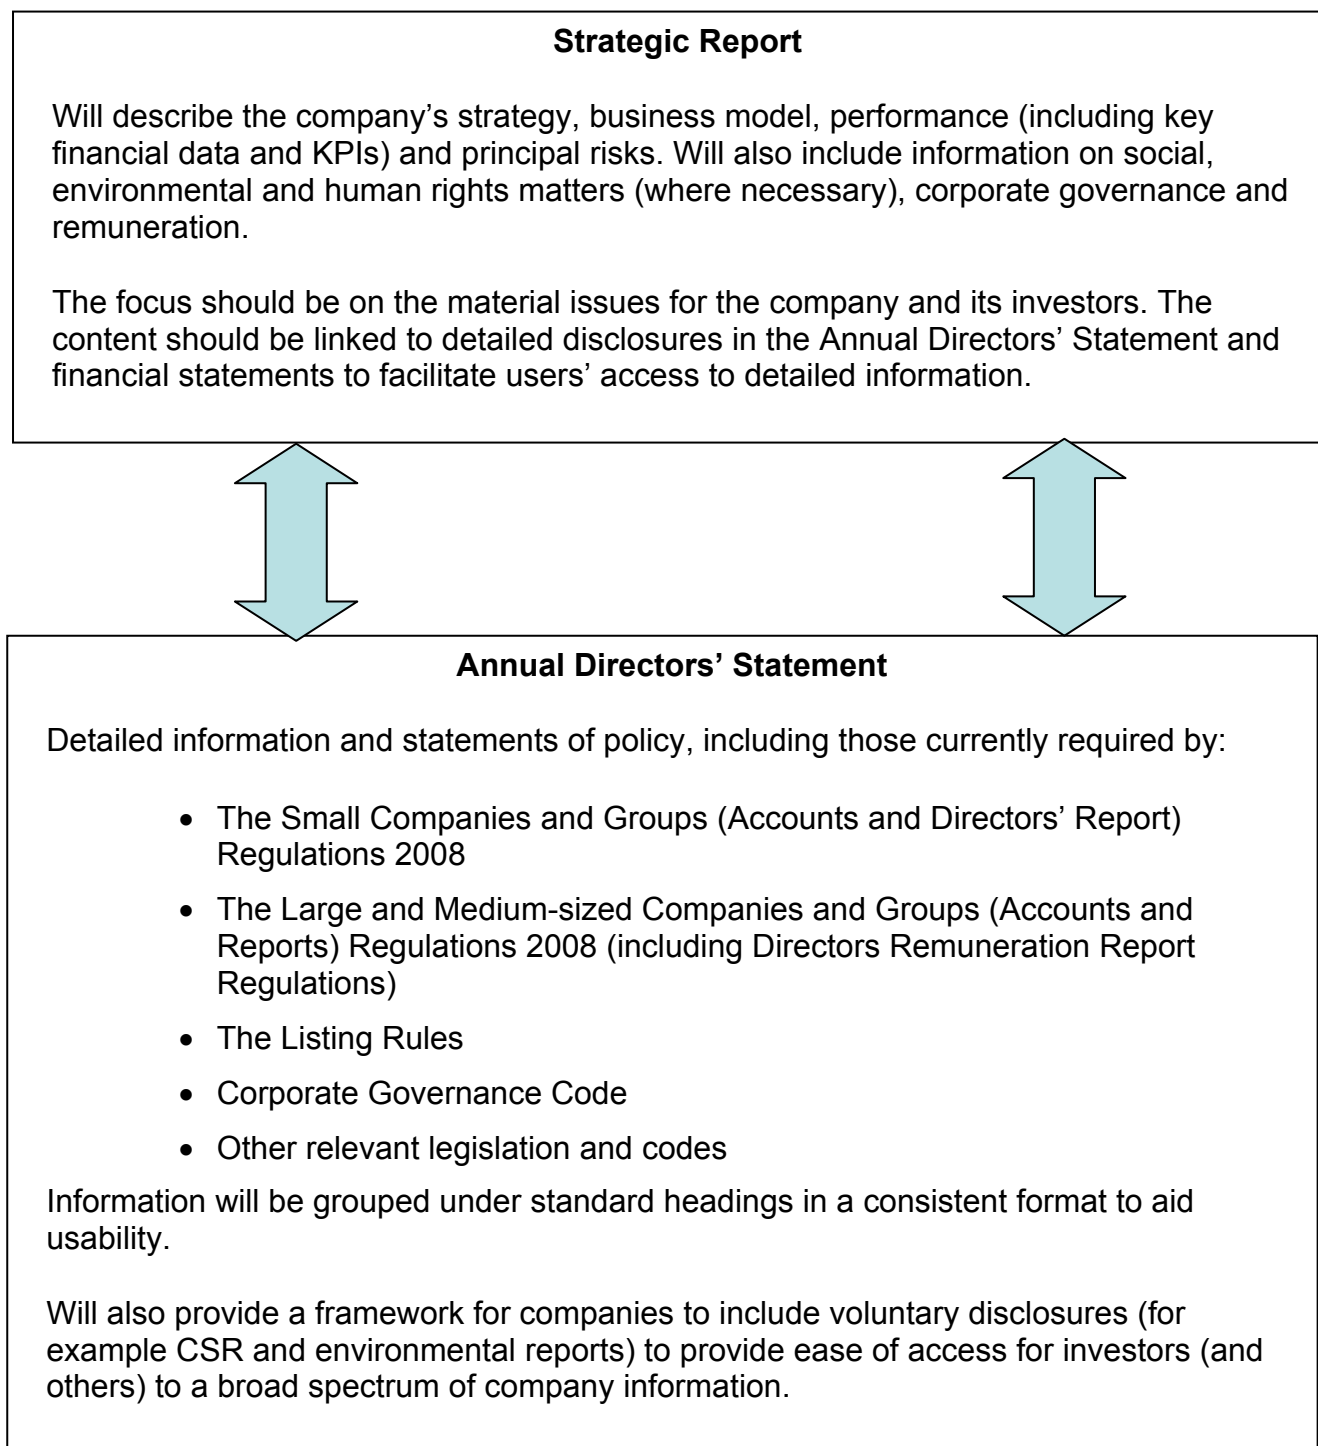 Strategic Report
Will describe the company’s strategy, business model, performance (including key
financial data and KPIs) and principal risks. Will also include information on social,
environmental and human rights matters (where necessary), corporate governance and
remuneration.
The focus should be on the material issues for the company and its investors. The
content should be linked to detailed disclosures in the Annual Directors’ Statement and
financial statements to facilitate users’ access to detailed information.
Annual Directors’ Statement
Detailed information and statements of policy, including those currently required by:
• The Small Companies and Groups (Accounts and Directors’ Report)
Regulations 2008
• The Large and Medium-sized Companies and Groups (Accounts and
Reports) Regulations 2008 (including Directors Remuneration Report
Regulations)
• The Listing Rules
• Corporate Governance Code
• Other relevant legislation and codes
Information will be grouped under standard headings in a consistent format to aid
usability.
Will also provide a framework for companies to include voluntary disclosures (for
example CSR and environmental reports) to provide ease of access for investors (and
others) to a broad spectrum of company information.